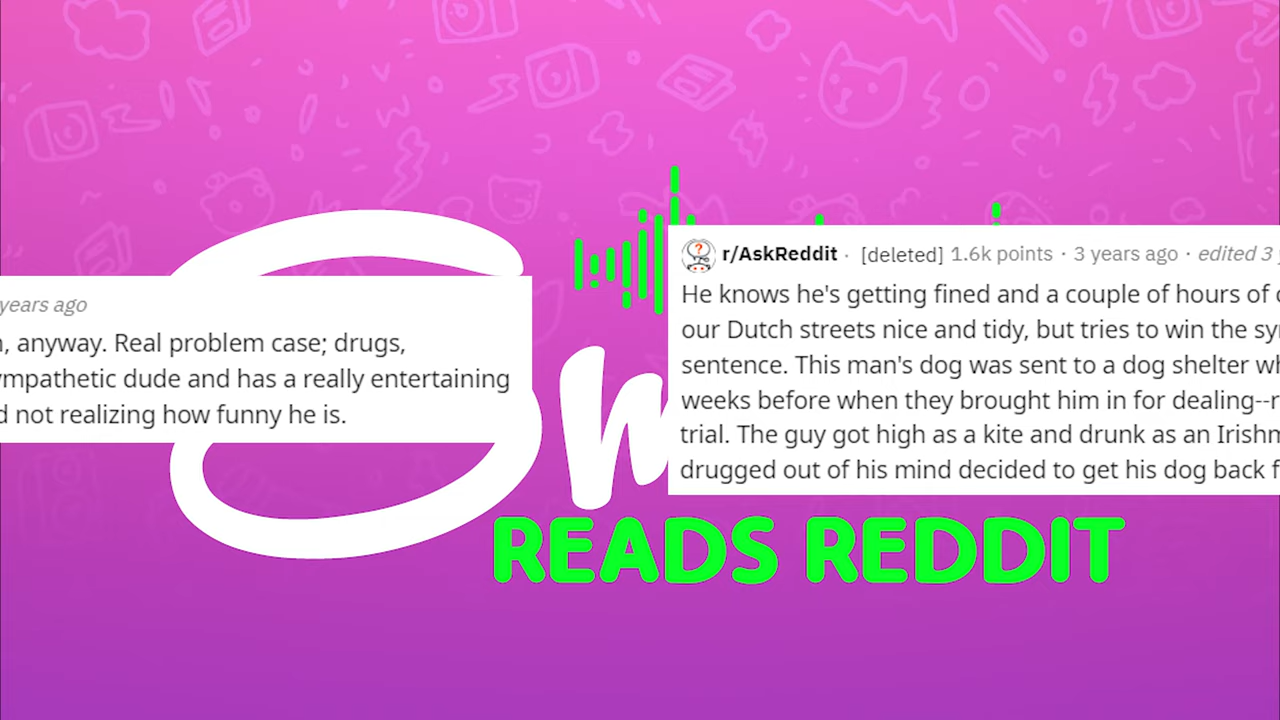 years ago
anyway. Real problem case; drugs,
sympathetic dude and has a really entertaining
not realizing how funny he is.
r/AskReddit · [deleted] 1.6k points · 3 years ago · edited 3
He knows he's getting fined and a couple of hours of
our Dutch streets nice and tidy, but tries to win the
sentence. This man's dog was sent to a dog shelter
weeks before when they brought him in for dealing--
trial. The guy got high as a kite and drunk as an
drugged out of his mind decided to get his dog back
READS REDDIT